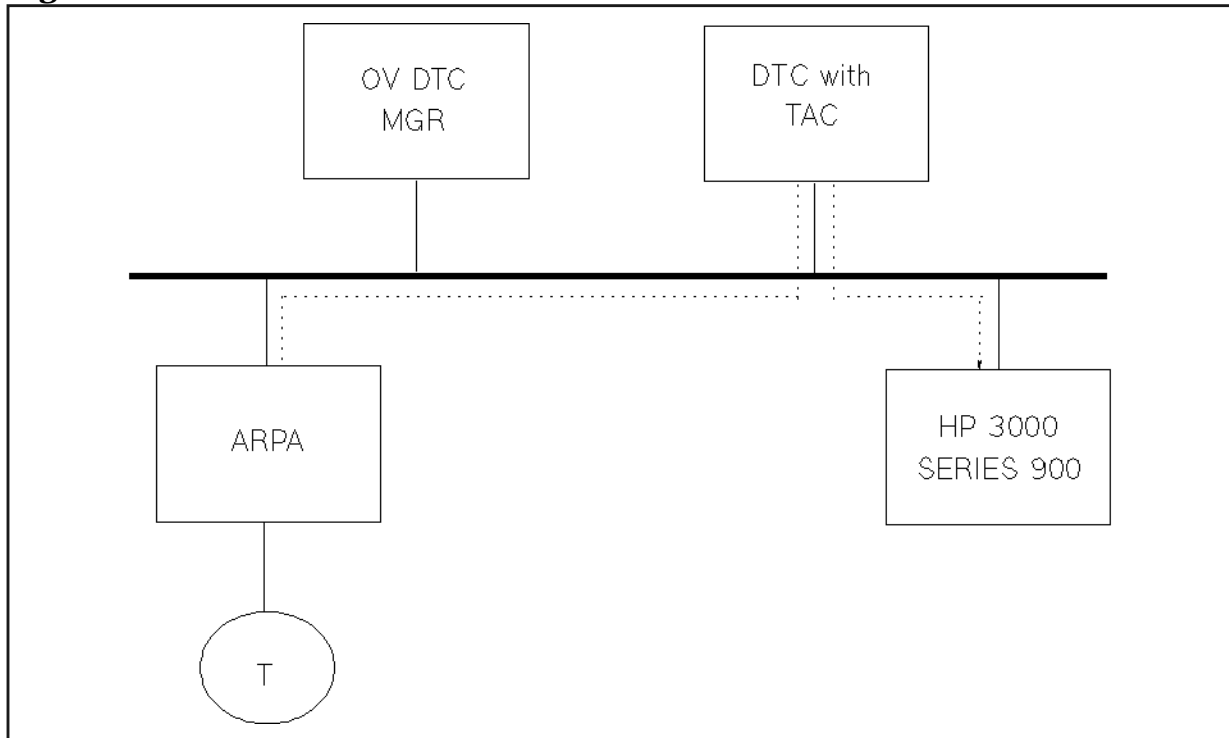 OV DTC
MGR
DTC with
TAC
ARPA
HP 3000
SERIES 900
T